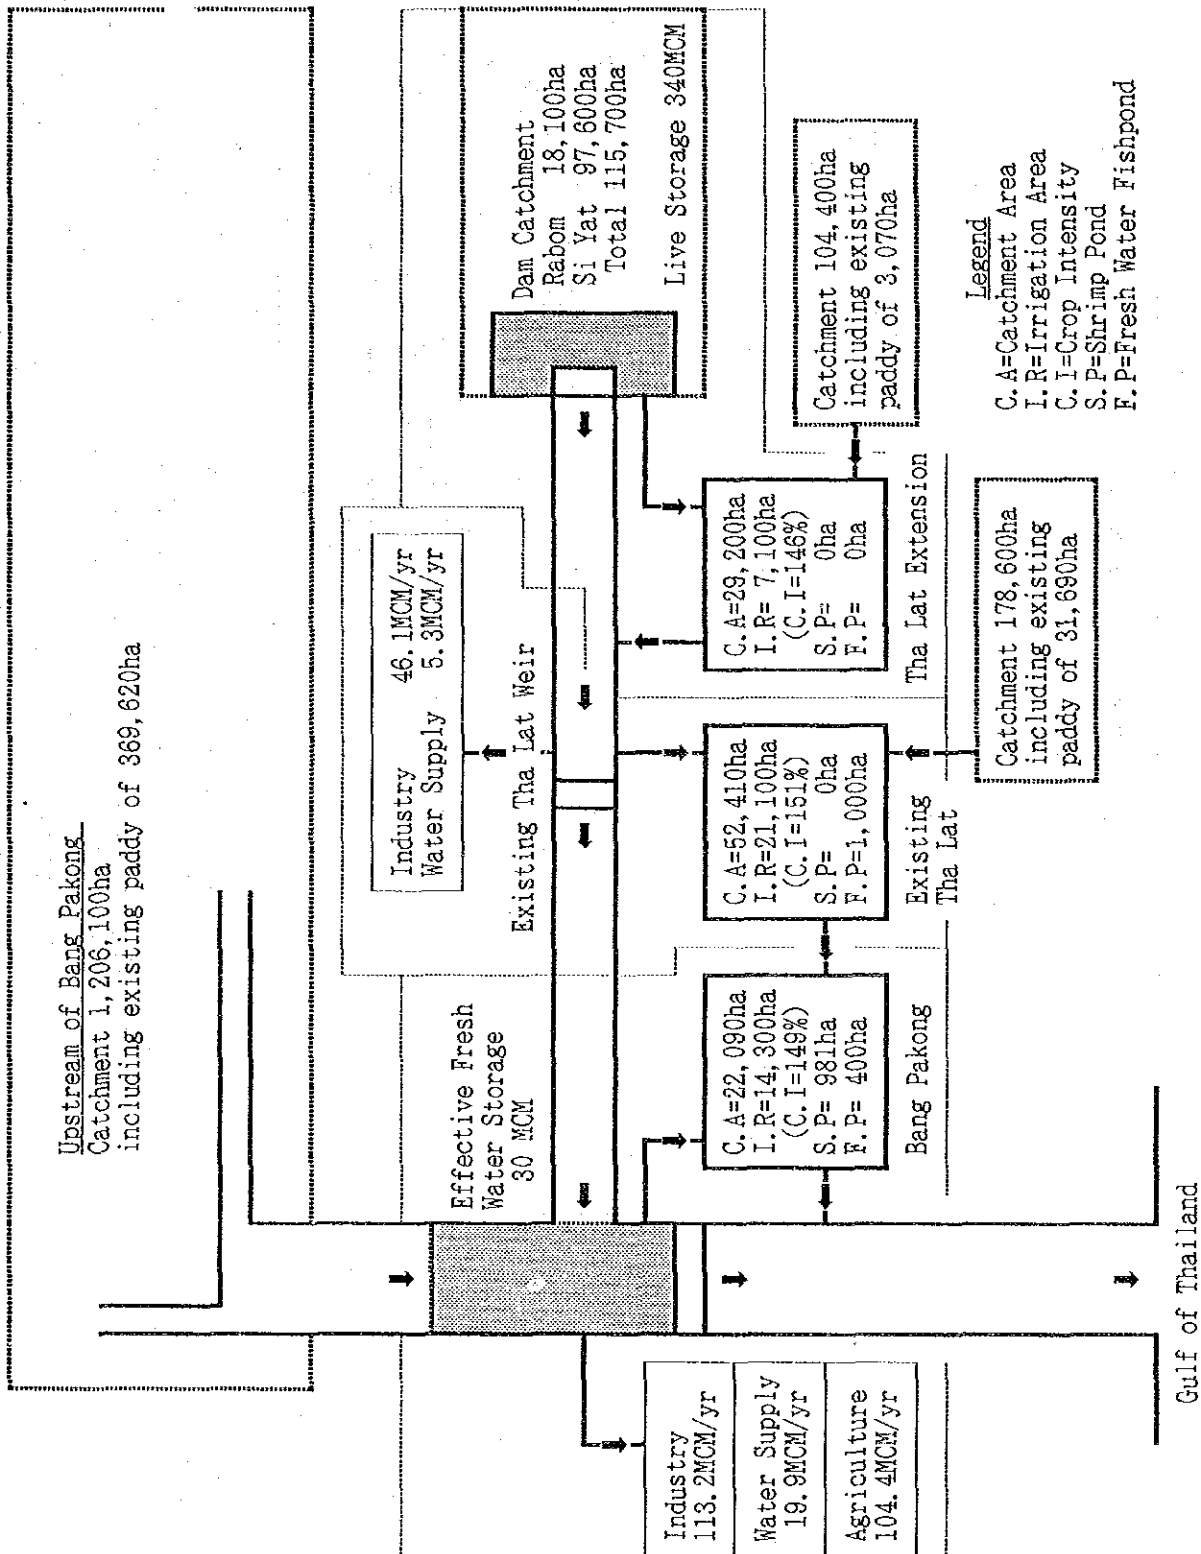 Upstream of Bang Pakong
Catchment 1,206,100ha
including existing paddy of 369,620ha
Effective Fresh
Water Storage
30 MCM
Industry 46.1MCM/yr
Water Supply 5.3MCM/yr
Existing Tha Lat Weir
Dam Catchment
Rabom 18,100ha
Si Yat 97,600ha
Total 115,700ha
Live Storage 340MCM
Industry
113.2MCM/yr
Water Supply
19.9MCM/yr
Agriculture
104.4MCM/yr
C.A=22,090ha
I.R=14,300ha
(C.I=149%)
S.P= 981ha
F.P= 400ha
Bang Pakong
C.A=52,410ha
I.R=21,100ha
(C.I=151%)
S.P= 0ha
F.P=1,000ha
Existing
Tha Lat
C.A=29,200ha
I.R= 7,100ha
(C.I=146%)
S.P= 0ha
F.P= 0ha
Tha Lat Extension
Catchment 104,400ha
including existing
paddy of 3,070ha
Catchment 178,600ha
including existing
paddy of 31,690ha
Legend
C.A=Catchment Area
I.R=Irrigation Area
C.I=Crop Intensity
S.P=Shrimp Pond
F.P=Fresh Water Fishpond
Gulf of Thailand